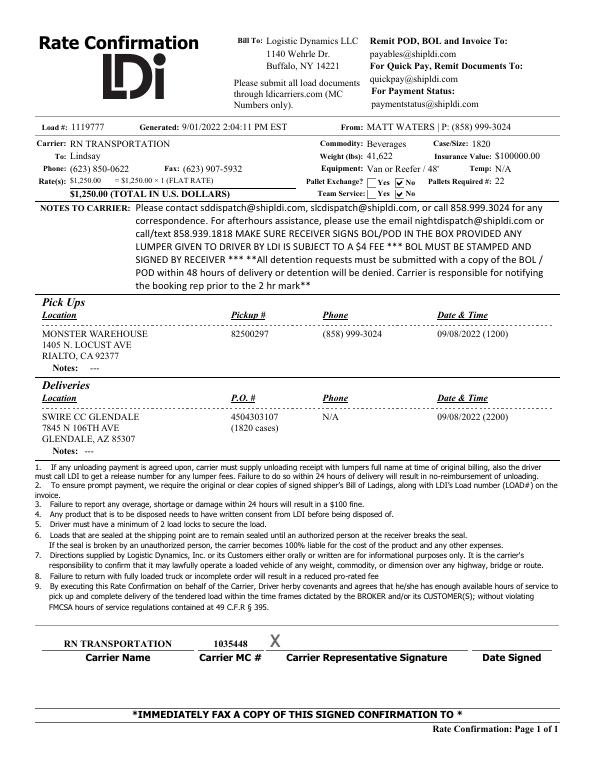 Rate Confirmation
LDi
Bill To: Logistic Dynamics LLC
1140 Wehrle Dr.
Buffalo, NY 14221
Please submit all load documents
through ldicarriers.com (MC
Numbers only).
Remit POD, BOL and Invoice To:
payables@shipldi.com
For Quick Pay, Remit Documents To:
quickpay@shipldi.com
For Payment Status:
paymentstatus@shipldi.com
Load #: 1119777 Generated: 9/01/2022 2:04:11 PM EST From: MATT WATERS | P: (858) 999-3024
Carrier: RN TRANSPORTATION Commodity: Beverages Case/Size: 1820
To: Lindsay Weight (lbs): 41,622 Insurance Value: $100000.00
Phone: (623) 850-0622 Fax: (623) 907-5932 Equipment: Van or Reefer / 48' Temp: N/A
Rate(s): $1,250.00 = $1,250.00 × 1 (FLAT RATE) Pallet Exchange? Yes No Pallets Required #: 22
$1,250.00 (TOTAL IN U.S. DOLLARS) Team Service: Yes No
NOTES TO CARRIER: Please contact sddispatch@shipldi.com, slcdispatch@shipldi.com, or call 858.999.3024 for any
correspondence. For afterhours assistance, please use the email nightdispatch@shipldi.com or
call/text 858.939.1818 MAKE SURE RECEIVER SIGNS BOL/POD IN THE BOX PROVIDED ANY
LUMPER GIVEN TO DRIVER BY LDI IS SUBJECT TO A $4 FEE *** BOL MUST BE STAMPED AND
SIGNED BY RECEIVER *** **All detention requests must be submitted with a copy of the BOL /
POD within 48 hours of delivery or detention will be denied. Carrier is responsible for notifying
the booking rep prior to the 2 hr mark**
Pick Ups
Location Pickup # Phone Date & Time
MONSTER WAREHOUSE 82500297 (858) 999-3024 09/08/2022 (1200)
1405 N. LOCUST AVE
RIALTO, CA 92377
Notes: ---
Deliveries
Location P.O. # Phone Date & Time
SWIRE CC GLENDALE 4504303107 N/A 09/08/2022 (2200)
7845 N 106TH AVE (1820 cases)
GLENDALE, AZ 85307
Notes: ---
1. If any unloading payment is agreed upon, carrier must supply unloading receipt with lumpers full name at time of original billing, also the driver
must call LDI to get a release number for any lumper fees. Failure to do so within 24 hours of delivery will result in no-reimbursement of unloading.
2. To ensure prompt payment, we require the original or clear copies of signed shipper's Bill of Ladings, along with LDI's Load number (LOAD#) on the
invoice.
3. Failure to report any overage, shortage or damage within 24 hours will result in a $100 fine.
4. Any product that is to be disposed needs to have written consent from LDI before being disposed of.
5. Driver must have a minimum of 2 load locks to secure the load.
6. Loads that are sealed at the shipping point are to remain sealed until an authorized person at the receiver breaks the seal.
If the seal is broken by an unauthorized person, the carrier becomes 100% liable for the cost of the product and any other expenses.
7. Directions supplied by Logistic Dynamics, Inc. or its Customers either orally or written are for informational purposes only. It is the carrier's
responsibility to confirm that it may lawfully operate a loaded vehicle of any weight, commodity, or dimension over any highway, bridge or route.
8. Failure to return with fully loaded truck or incomplete order will result in a reduced pro-rated fee
9. By executing this Rate Confirmation on behalf of the Carrier, Driver herby covenants and agrees that he/she has enough available hours of service to
pick up and complete delivery of the tendered load within the time frames dictated by the BROKER and/or its CUSTOMER(S); without violating
FMCSA hours of service regulations contained at 49 C.F.R § 395.
RN TRANSPORTATION 1035448 X
Carrier Name Carrier MC # Carrier Representative Signature Date Signed
*IMMEDIATELY FAX A COPY OF THIS SIGNED CONFIRMATION TO *
Rate Confirmation: Page 1 of 1